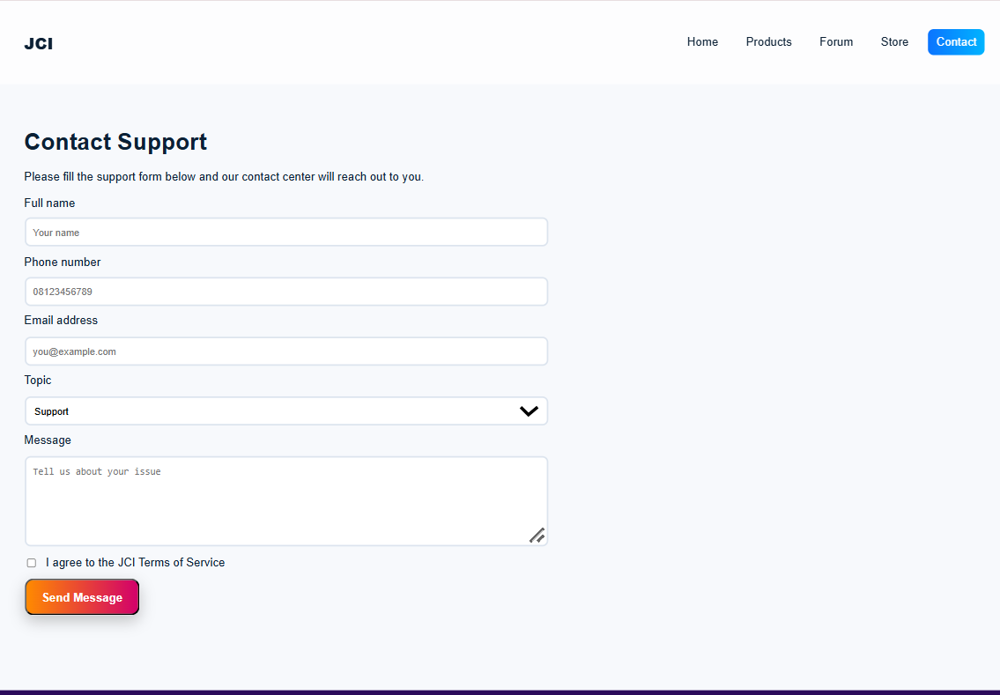 JCI
Home Products Forum Store Contact
Contact Support
Please fill the support form below and our contact center will reach out to you.
Full name
Your name
Phone number
08123456789
Email address
you@example.com
Topic
Support
Message
Tell us about your issue
I agree to the JCI Terms of Service
Send Message